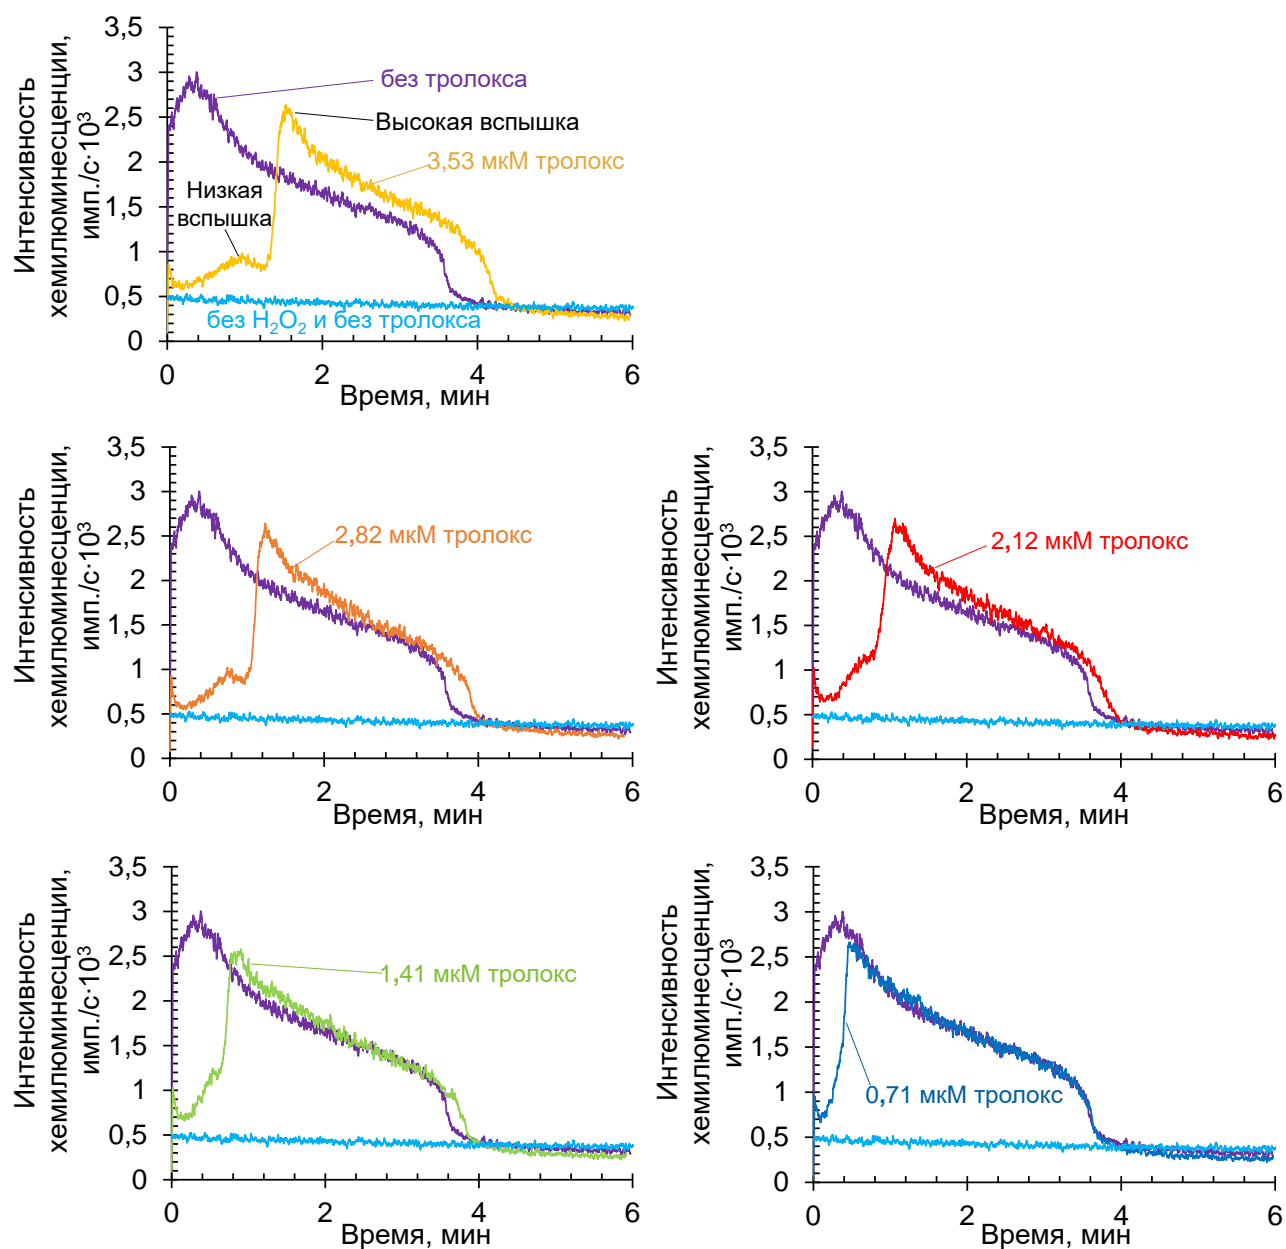 Интенсивность
хемилюминесценции,
имп./с·10³
3,5
3
2,5
2
1,5
1
0,5
0
без тролокса
Высокая вспышка
3,53 мкМ тролокс
Низкая
вспышка
без H₂O₂ и без тролокса
0 2 4 6
Время, мин
Интенсивность
хемилюминесценции,
имп./с·10³
3,5
3
2,5
2
1,5
1
0,5
0
2,82 мкМ тролокс
0 2 4 6
Время, мин
Интенсивность
хемилюминесценции,
имп./с·10³
3,5
3
2,5
2
1,5
1
0,5
0
2,12 мкМ тролокс
0 2 4 6
Время, мин
Интенсивность
хемилюминесценции,
имп./с·10³
3,5
3
2,5
2
1,5
1
0,5
0
1,41 мкМ тролокс
0 2 4 6
Время, мин
Интенсивность
хемилюминесценции,
имп./с·10³
3,5
3
2,5
2
1,5
1
0,5
0
0,71 мкМ тролокс
0 2 4 6
Время, мин